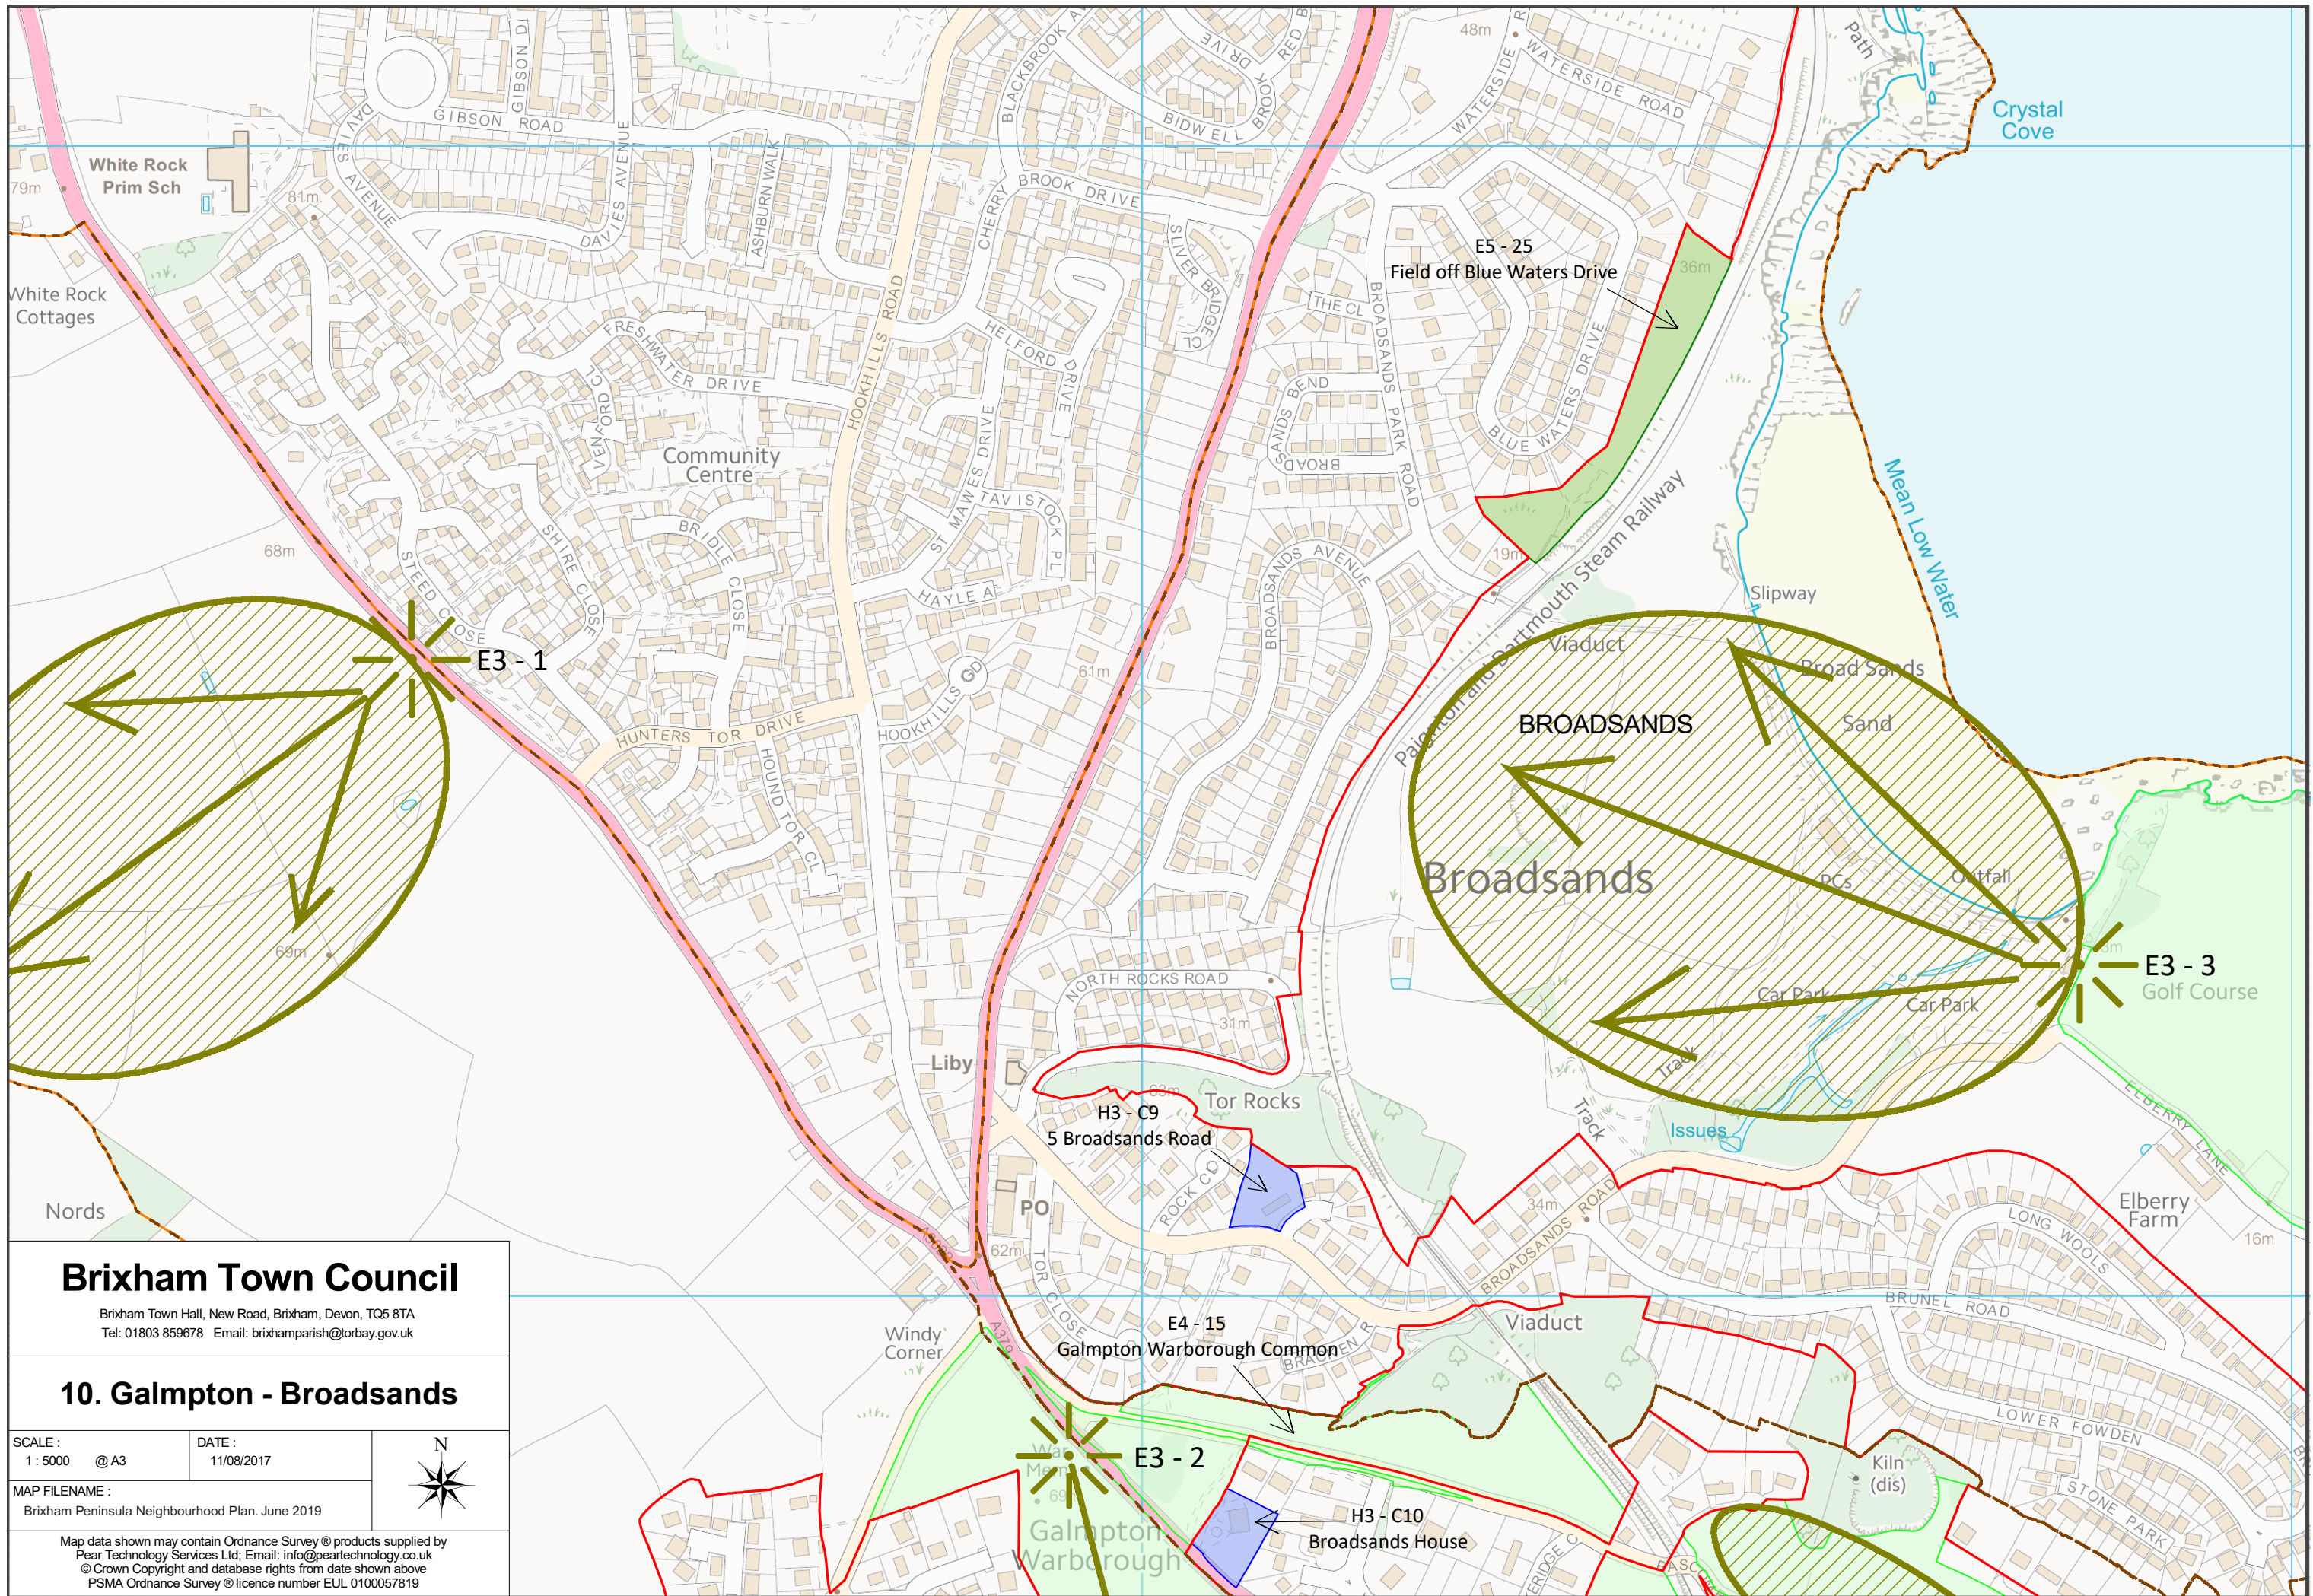 GIBSON D
BLACKBROOK AV
DRIVE
RED B
BROOK
48m
WATERSIDE R
WATERSIDE ROAD
Path
Crystal
Cove
GIBSON ROAD
DAVIES AVENUE
DAVIES AVENUE
ASHBURN WALK
BIDWELL
White Rock
Prim Sch
79m
81m
BROOK DRIVE
CHERRY
SLIVER BRIDGE
CL
White Rock
Cottages
HOOKHILLS ROAD
E5 - 25
Field off Blue Waters Drive
36m
THE CL
BROADSANDS PARK ROAD
FRESHWATER DRIVE
HELFORD DRIVE
VENFORD CL
BLUE WATERS DRIVE
BROADSANDS BEND
Community
Centre
ST MAWES DRIVE
TAVISTOCK PL
BRIDLE CLOSE
SHIRE CLOSE
68m
STEED CLOSE
Mean Low Water
Paignton and Dartmouth Steam Railway
19m
BROADSANDS AVENUE
HAYLE A
Slipway
E3 - 1
Viaduct
Broad Sands
Sand
61m
HOOKHILLS GD
HUNTERS TOR DRIVE
HOUND TOR CL
BROADSANDS
Broadsands
PCs
Outfall
69m
NORTH ROCKS ROAD
31m
E3 - 3
Golf Course
Car Park
Car Park
Liby
63m
Tor Rocks
H3 - C9
5 Broadsands Road
Track
Track
Issues
ELBERRY LANE
Elberry
Farm
16m
Nords
PO
ROCK CL
34m
BROADSANDS ROAD
LONG WOOLS
BRUNEL ROAD
62m
TOR CLOSE
A379
Windy
Corner
E4 - 15
Galmpton Warborough Common
BRACKEN R
Viaduct
LOWER FOWDEN
Kiln
(dis)
STONE PARK
E3 - 2
War
Mem
69
Galmpton
Warborough
H3 - C10
Broadsands House
ERIDGE C
BASCO
Brixham Town Council
Brixham Town Hall, New Road, Brixham, Devon, TQ5 8TA
Tel: 01803 859678 Email: brixhamparish@torbay.gov.uk
10. Galmpton - Broadsands
SCALE :
1 : 5000 @ A3
DATE :
11/08/2017
N
MAP FILENAME :
Brixham Peninsula Neighbourhood Plan. June 2019
Map data shown may contain Ordnance Survey ® products supplied by
Pear Technology Services Ltd; Email: info@peartechnology.co.uk
© Crown Copyright and database rights from date shown above
PSMA Ordnance Survey ® licence number EUL 0100057819